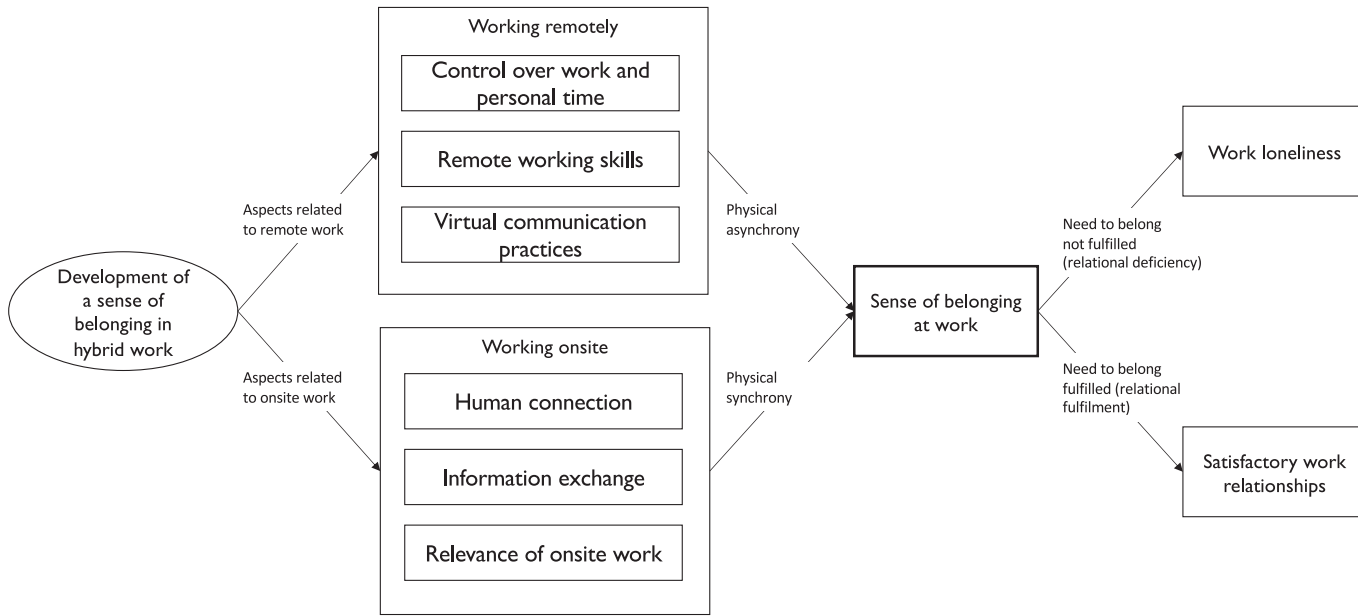 Development of
a sense of
belonging in
hybrid work
Aspects related
to remote work
Aspects related
to onsite work
Working remotely
Control over work and
personal time
Remote working skills
Virtual communication
practices
Working onsite
Human connection
Information exchange
Relevance of onsite work
Physical
asynchrony
Physical
synchrony
Sense of belonging
at work
Need to belong
not fulfilled
(relational deficiency)
Need to belong
fulfilled (relational
fulfilment)
Work loneliness
Satisfactory work
relationships